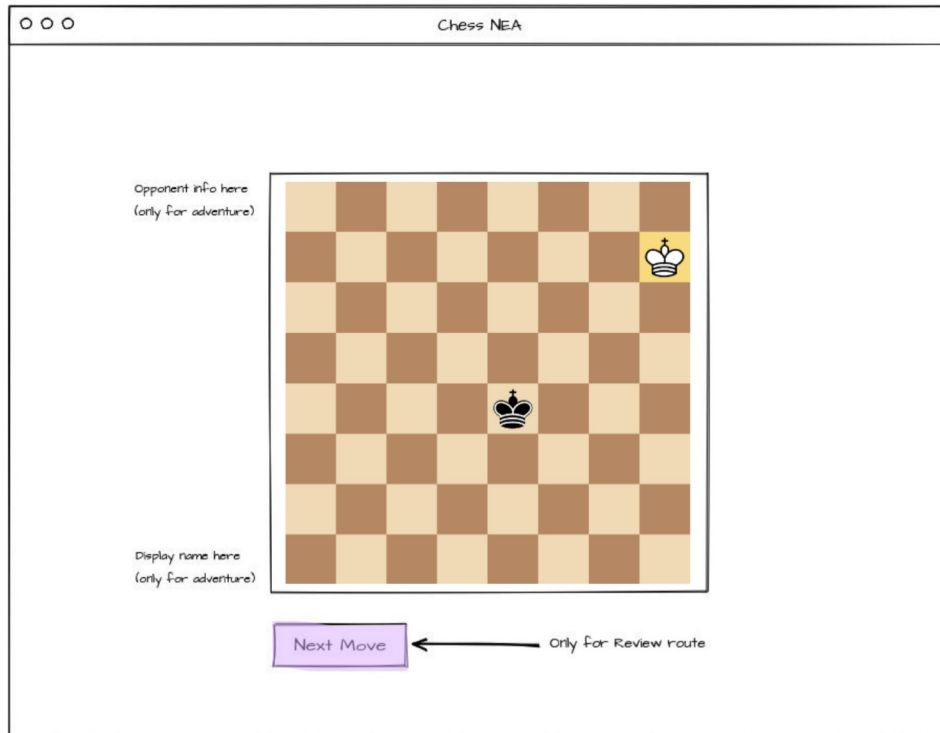 Chess NEA
Opponent info here
(only for adventure)
Display name here
(only for adventure)
Next Move
Only for Review route